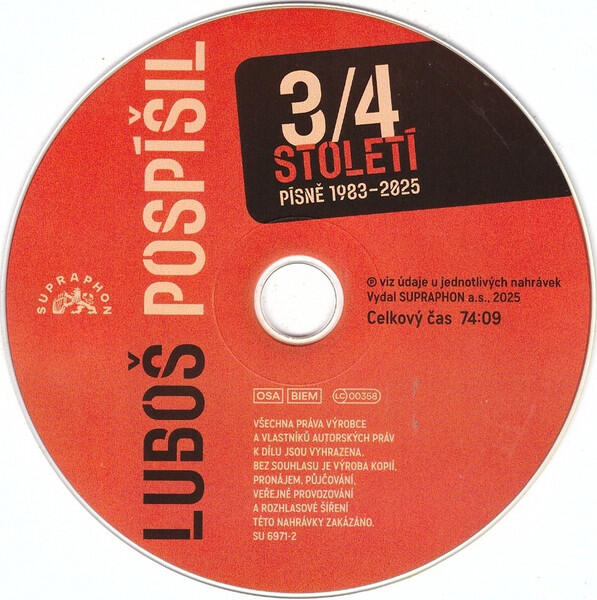 LUBOŠ POSPÍŠIL
3/4
STOLETÍ
PÍSNĚ 1983–2025
SUPRAPHON
℗ viz údaje u jednotlivých nahrávek
Vydal SUPRAPHON a.s., 2025
Celkový čas 74:09
OSA BIEM LC 00358
VŠECHNA PRÁVA VÝROBCE
A VLASTNÍKŮ AUTORSKÝCH PRÁV
K DÍLU JSOU VYHRAZENA.
BEZ SOUHLASU JE VÝROBA KOPIÍ,
PRONÁJEM, PŮJČOVÁNÍ,
VEŘEJNÉ PROVOZOVÁNÍ
A ROZHLASOVÉ ŠÍŘENÍ
TÉTO NAHRÁVKY ZAKÁZÁNO.
SU 6971-2